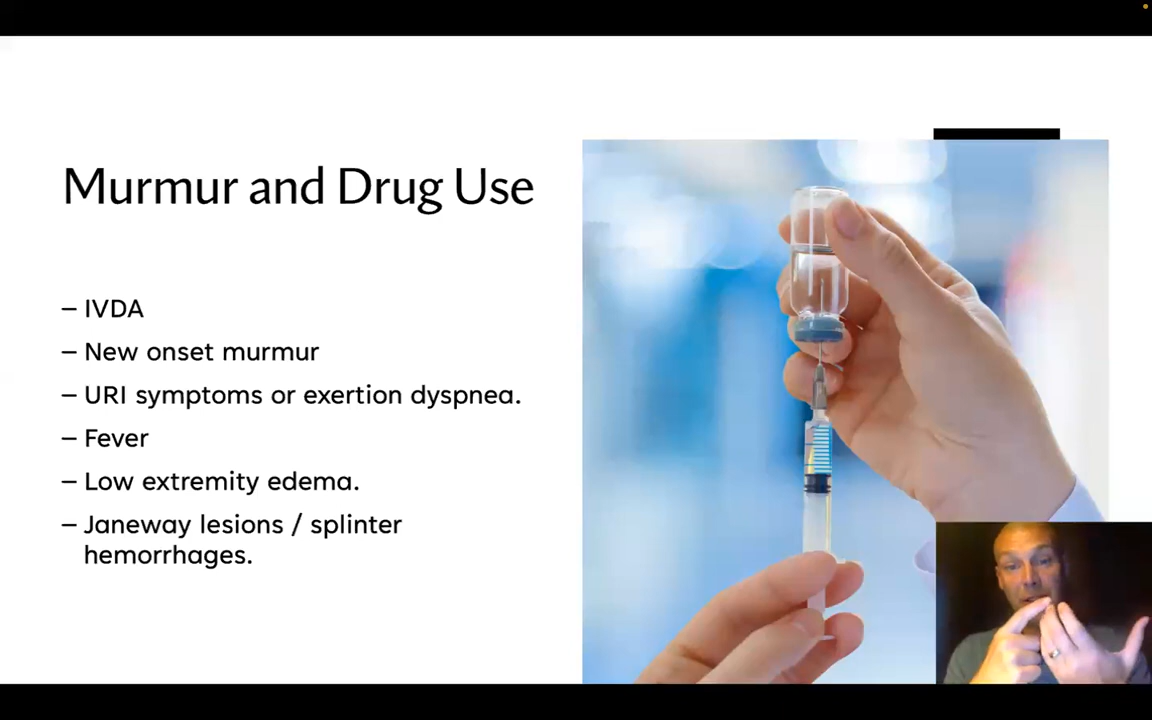 Murmur and Drug Use
– IVDA
– New onset murmur
– URI symptoms or exertion dyspnea.
– Fever
– Low extremity edema.
– Janeway lesions / splinter
hemorrhages.